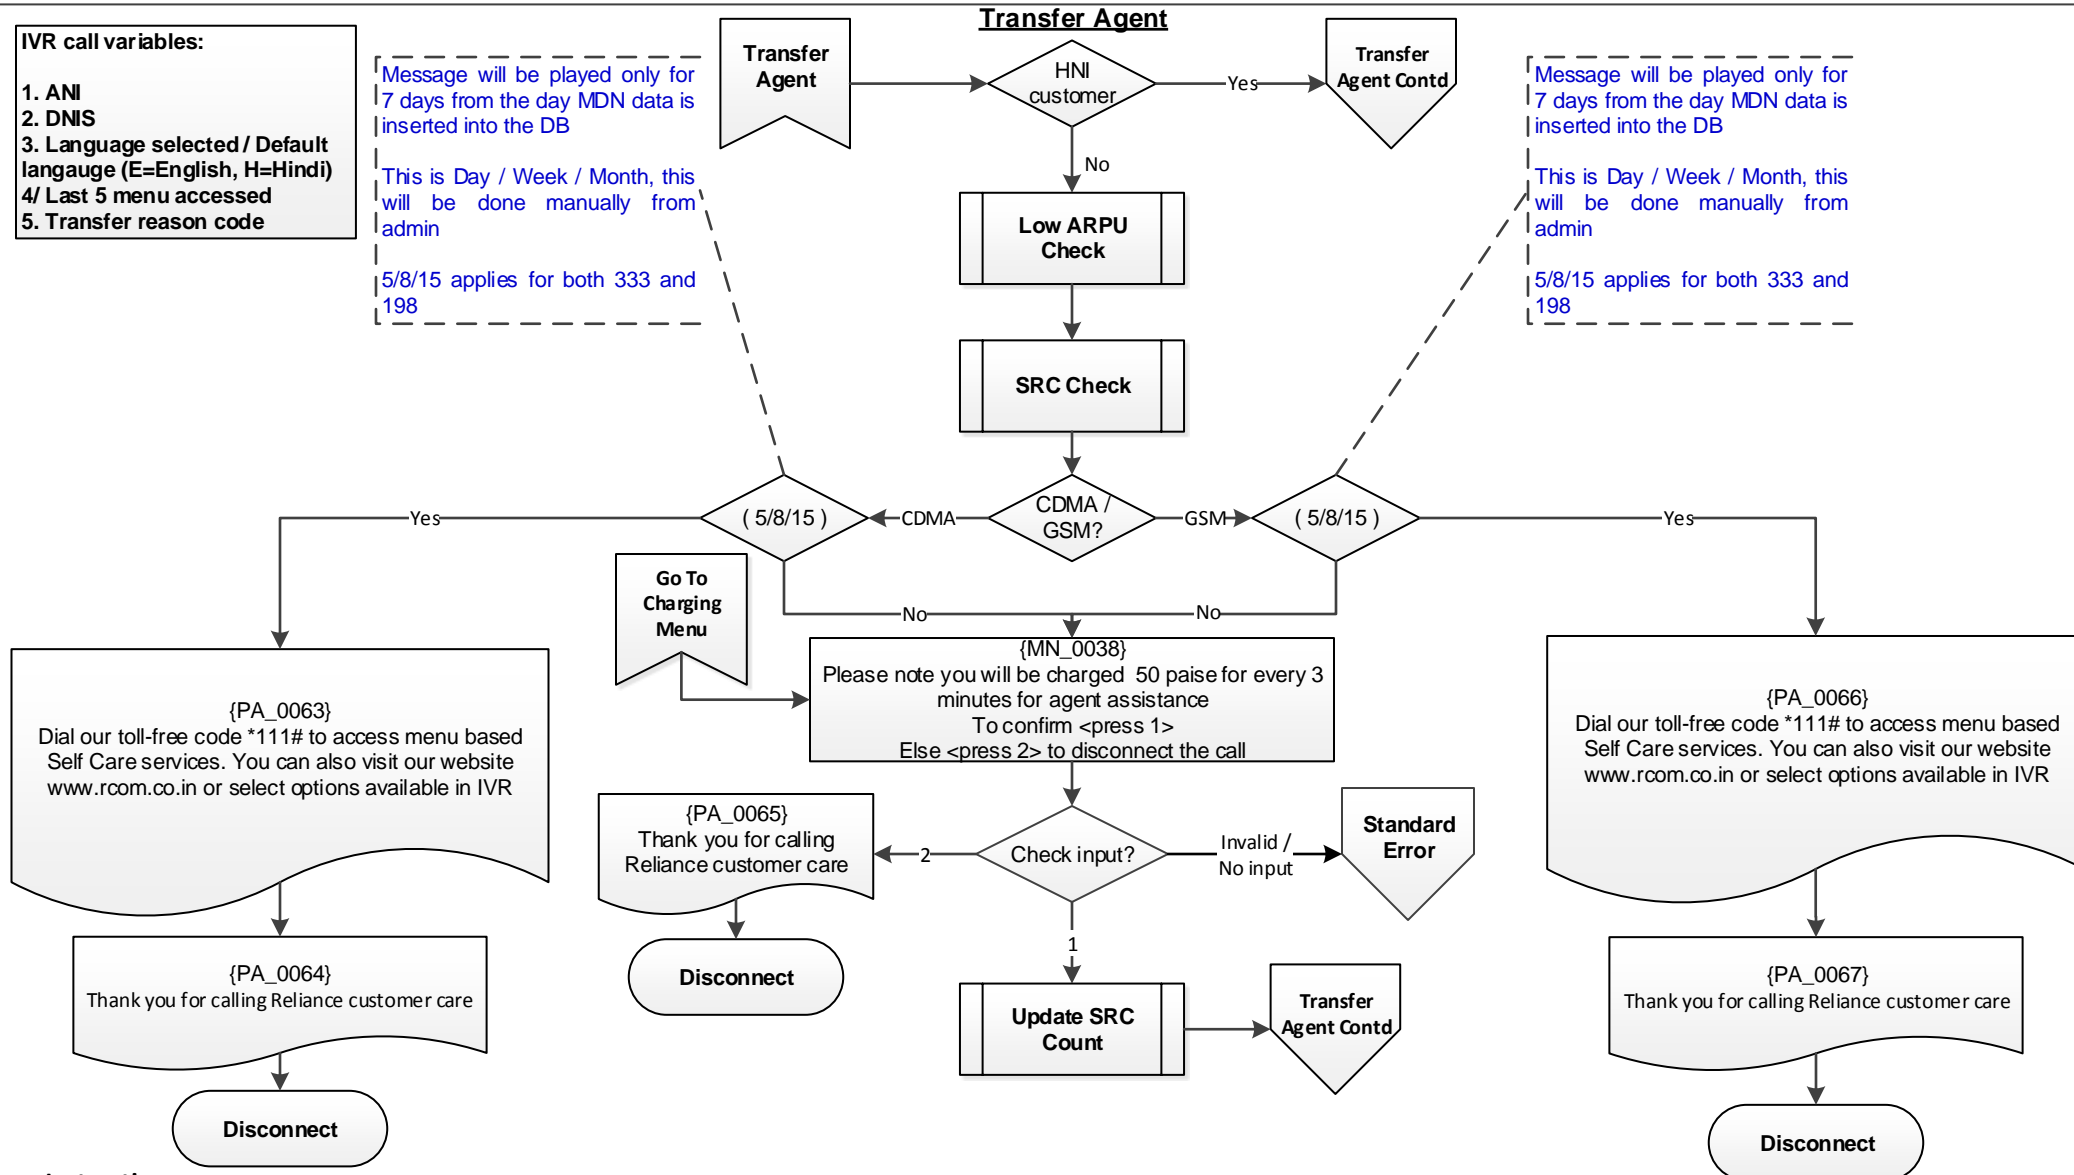 Transfer Agent
IVR call variables:
1. ANI
2. DNIS
3. Language selected / Default
langauge (E=English, H=Hindi)
4/ Last 5 menu accessed
5. Transfer reason code
Message will be played only for
7 days from the day MDN data is
inserted into the DB
This is Day / Week / Month, this
will be done manually from
admin
5/8/15 applies for both 333 and
198
Transfer
Agent
HNI
customer
Yes
Transfer
Agent Contd
Message will be played only for
7 days from the day MDN data is
inserted into the DB
This is Day / Week / Month, this
will be done manually from
admin
5/8/15 applies for both 333 and
198
No
Low ARPU
Check
SRC Check
Yes
( 5/8/15 )
CDMA
CDMA /
GSM?
GSM
( 5/8/15 )
Yes
Go To
Charging
Menu
No
No
{MN_0038}
Please note you will be charged 50 paise for every 3
minutes for agent assistance
To confirm <press 1>
Else <press 2> to disconnect the call
{PA_0063}
Dial our toll-free code *111# to access menu based
Self Care services. You can also visit our website
www.rcom.co.in or select options available in IVR
{PA_0066}
Dial our toll-free code *111# to access menu based
Self Care services. You can also visit our website
www.rcom.co.in or select options available in IVR
{PA_0065}
Thank you for calling
Reliance customer care
2
Check input?
Invalid /
No input
Standard
Error
1
Disconnect
{PA_0064}
Thank you for calling Reliance customer care
Update SRC
Count
Transfer
Agent Contd
{PA_0067}
Thank you for calling Reliance customer care
Disconnect
Disconnect